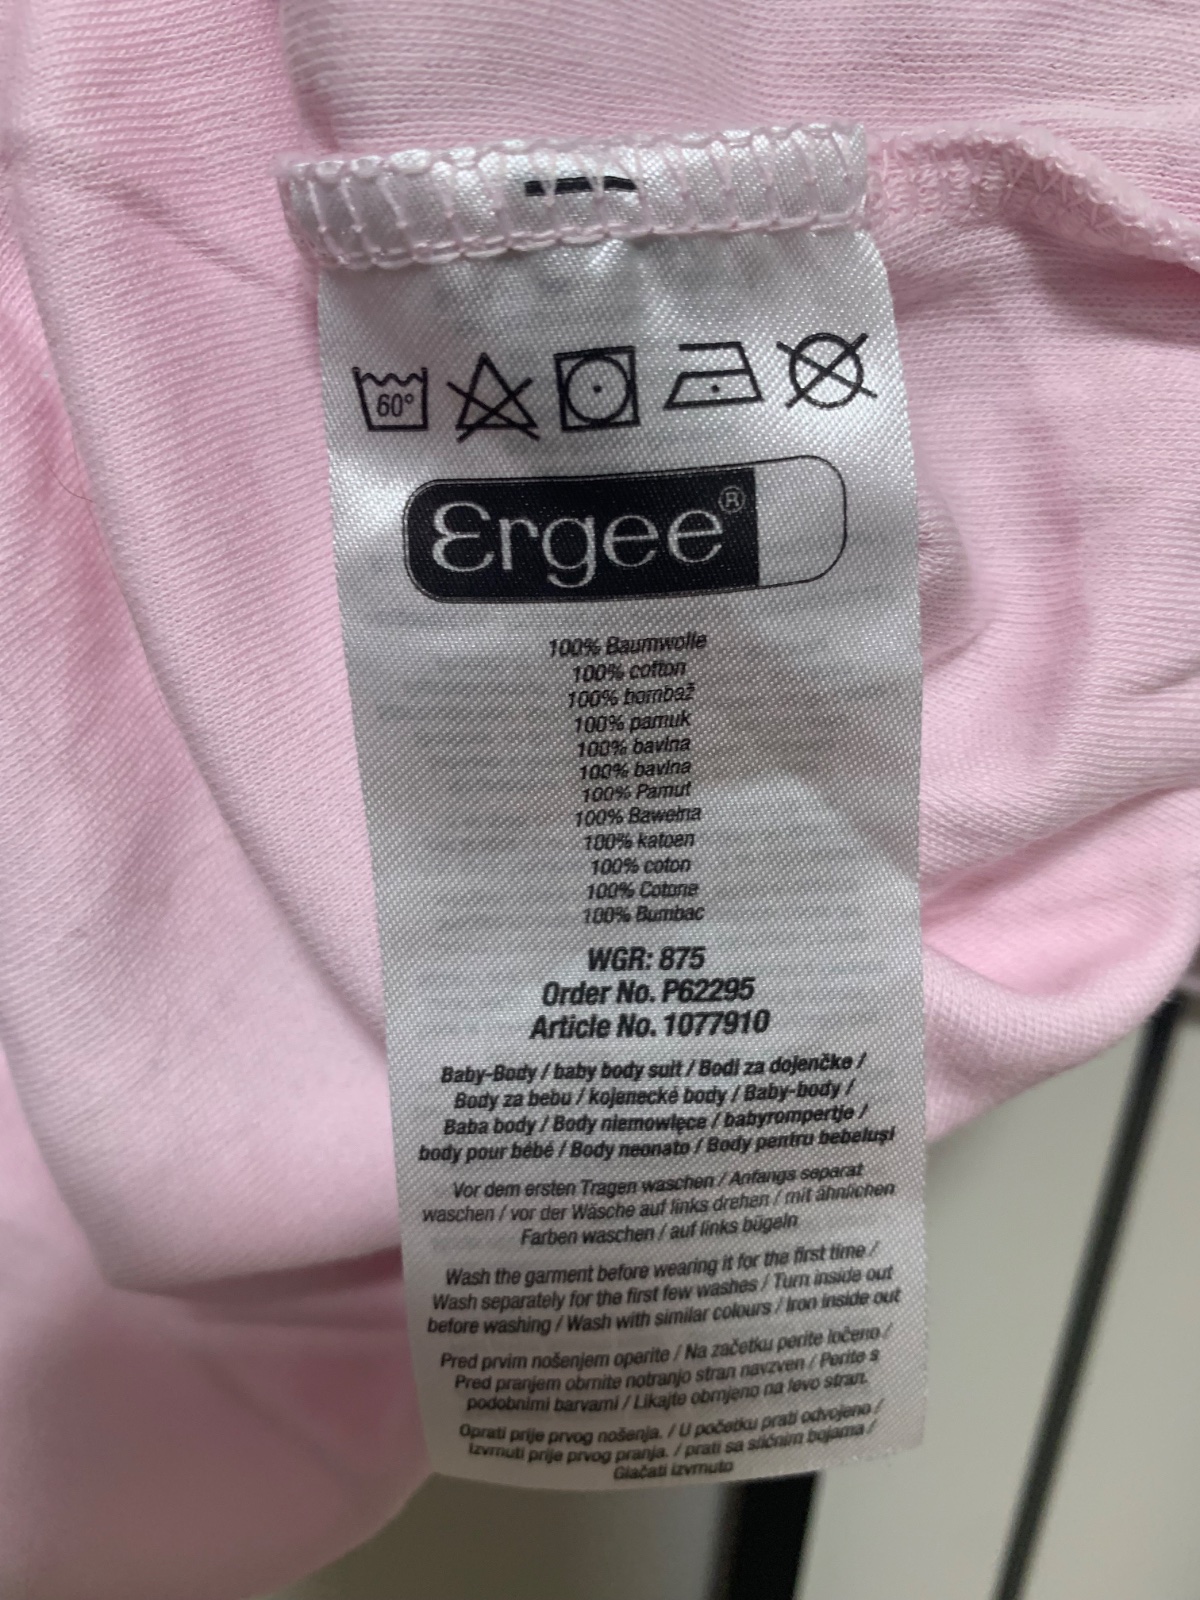 60°
Ergee®
100% Baumwolle
100% cotton
100% bombaž
100% pamuk
100% bavlna
100% bavlna
100% Pamut
100% Bawełna
100% katoen
100% coton
100% Cotone
100% Bumbac
WGR: 875
Order No. P62295
Article No. 1077910
Baby-Body / baby body suit / Bodi za dojenčke /
Body za bebu / kojenecké body / Baby-body /
Baba body / Body niemowlęce / babyrompertje /
body pour bébé / Body neonato / Body pentru bebeluși
Vor dem ersten Tragen waschen / Anfangs separat
waschen / vor der Wäsche auf links drehen / mit ähnlichen
Farben waschen / auf links bügeln
Wash the garment before wearing it for the first time /
Wash separately for the first few washes / Turn inside out
before washing / Wash with similar colours / Iron inside out
Pred prvim nošenjem operite / Na začetku perite ločeno /
Pred pranjem obrnite notranjo stran navzven / Perite s
podobnimi barvami / Likajte obrnjeno na levo stran.
Oprati prije prvog nošenja. / U početku prati odvojeno /
Izvrnuti prije prvog pranja. / prati sa sličnim bojama /
Glačati izvrnuto